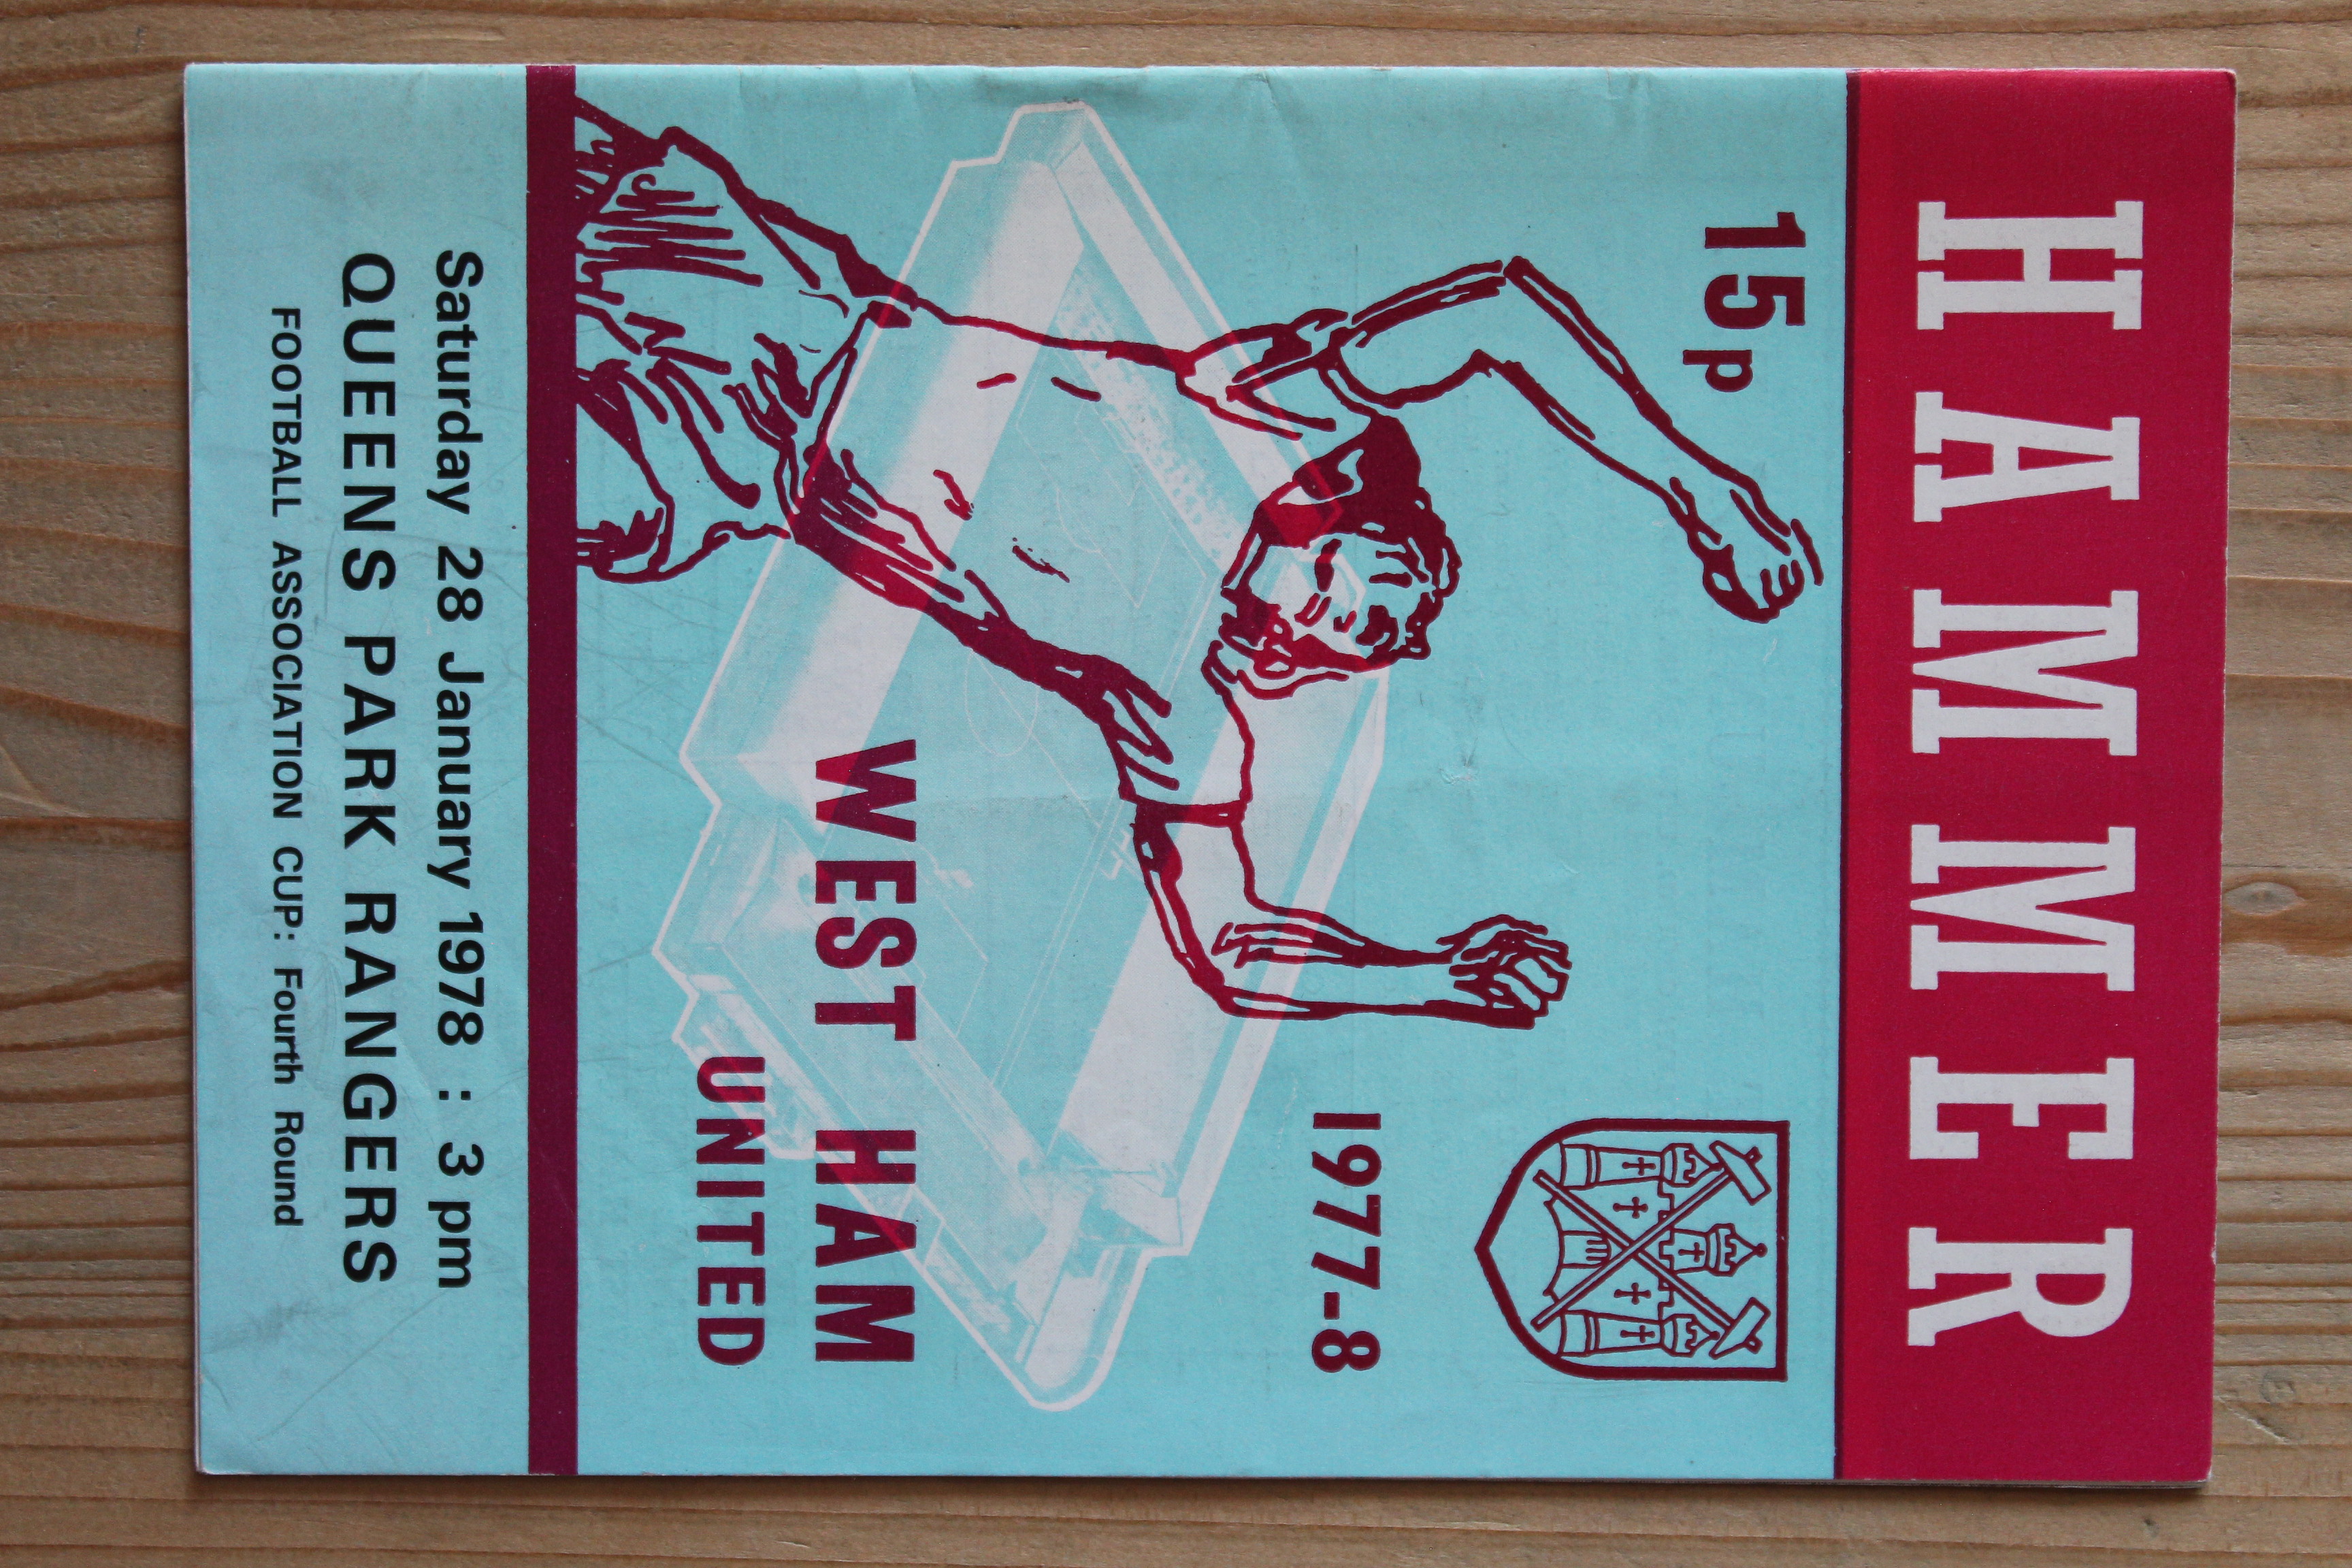 HAMMER
15p
1977-8
WEST HAM
UNITED
Saturday 28 January 1978 : 3 pm
QUEENS PARK RANGERS
FOOTBALL ASSOCIATION CUP: Fourth Round